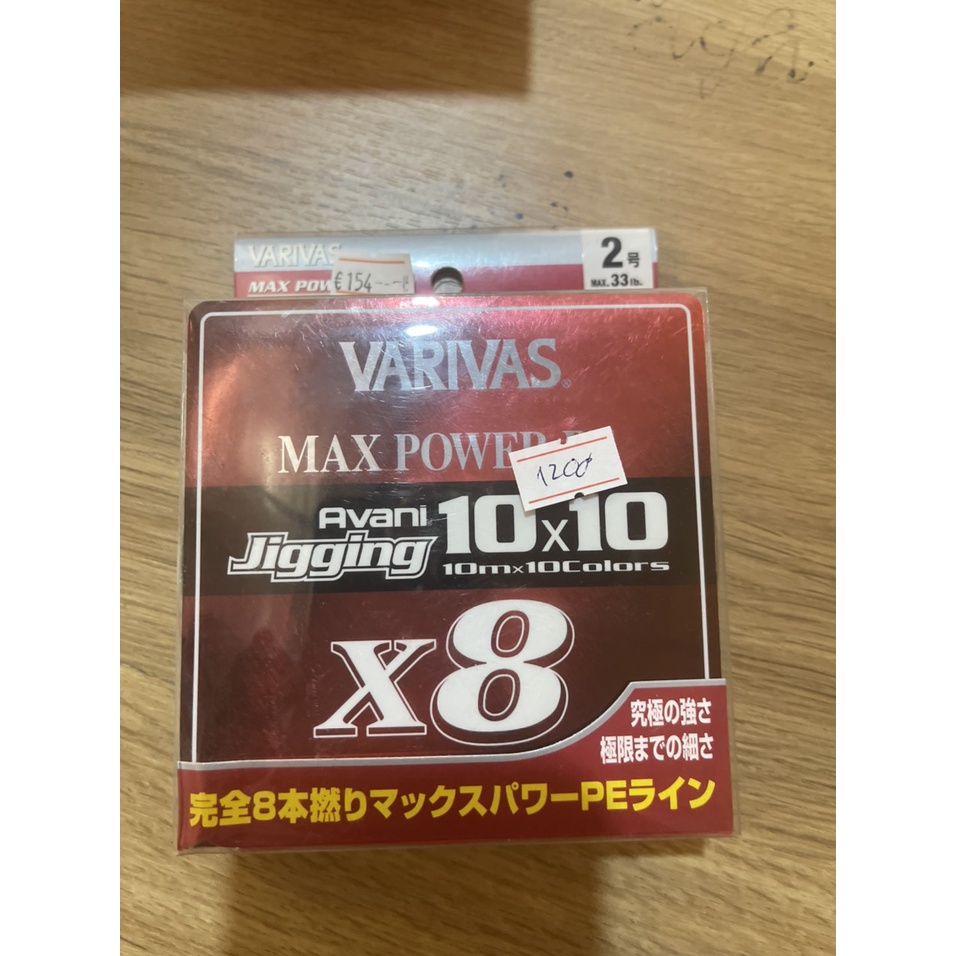 VARIVAS
2号
MAX POW
MAX. 33 lb.
€154
VARIVAS®
MAX POWER
1200
Avani
Jigging
10x10
10mx10Colors
x8
究極の強さ
極限までの細さ
完全8本撚りマックスパワーPEライン